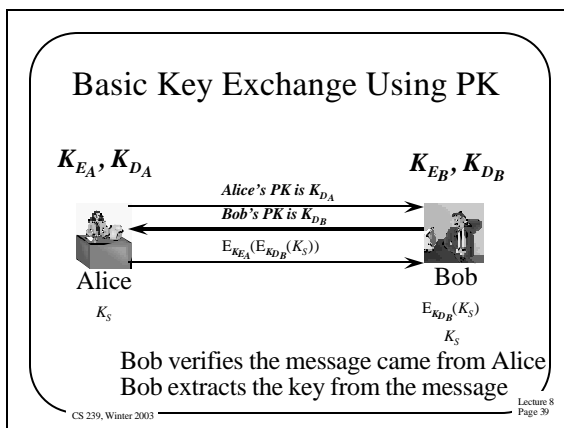 Basic Key Exchange Using PK
K_{E_A}, K_{D_A}
K_{E_B}, K_{D_B}
Alice's PK is K_{D_A}
Bob's PK is K_{D_B}
E_{K_{E_A}}(E_{K_{D_B}}(K_S))
Alice
Bob
K_S
E_{K_{D_B}}(K_S)
K_S
Bob verifies the message came from Alice
Bob extracts the key from the message
CS 239, Winter 2003
Lecture 8
Page 39